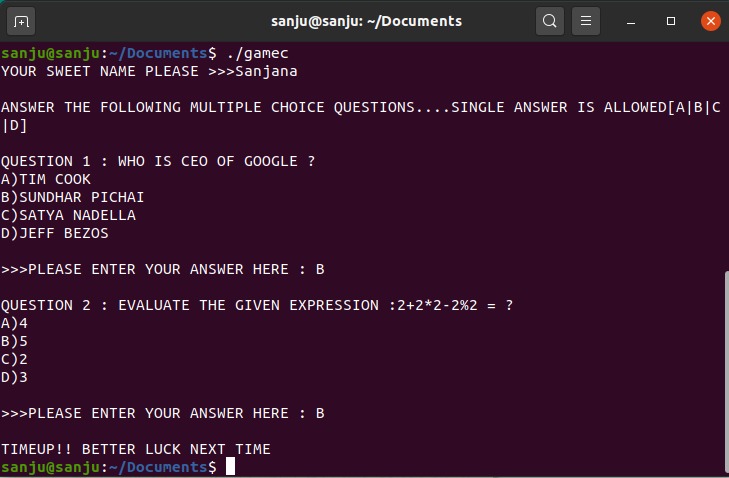 sanju@sanju: ~/Documents
sanju@sanju:~/Documents$ ./gamec
YOUR SWEET NAME PLEASE >>>Sanjana
ANSWER THE FOLLOWING MULTIPLE CHOICE QUESTIONS....SINGLE ANSWER IS ALLOWED[A|B|C
|D]
QUESTION 1 : WHO IS CEO OF GOOGLE ?
A)TIM COOK
B)SUNDHAR PICHAI
C)SATYA NADELLA
D)JEFF BEZOS
>>>PLEASE ENTER YOUR ANSWER HERE : B
QUESTION 2 : EVALUATE THE GIVEN EXPRESSION :2+2*2-2%2 = ?
A)4
B)5
C)2
D)3
>>>PLEASE ENTER YOUR ANSWER HERE : B
TIMEUP!! BETTER LUCK NEXT TIME
sanju@sanju:~/Documents$